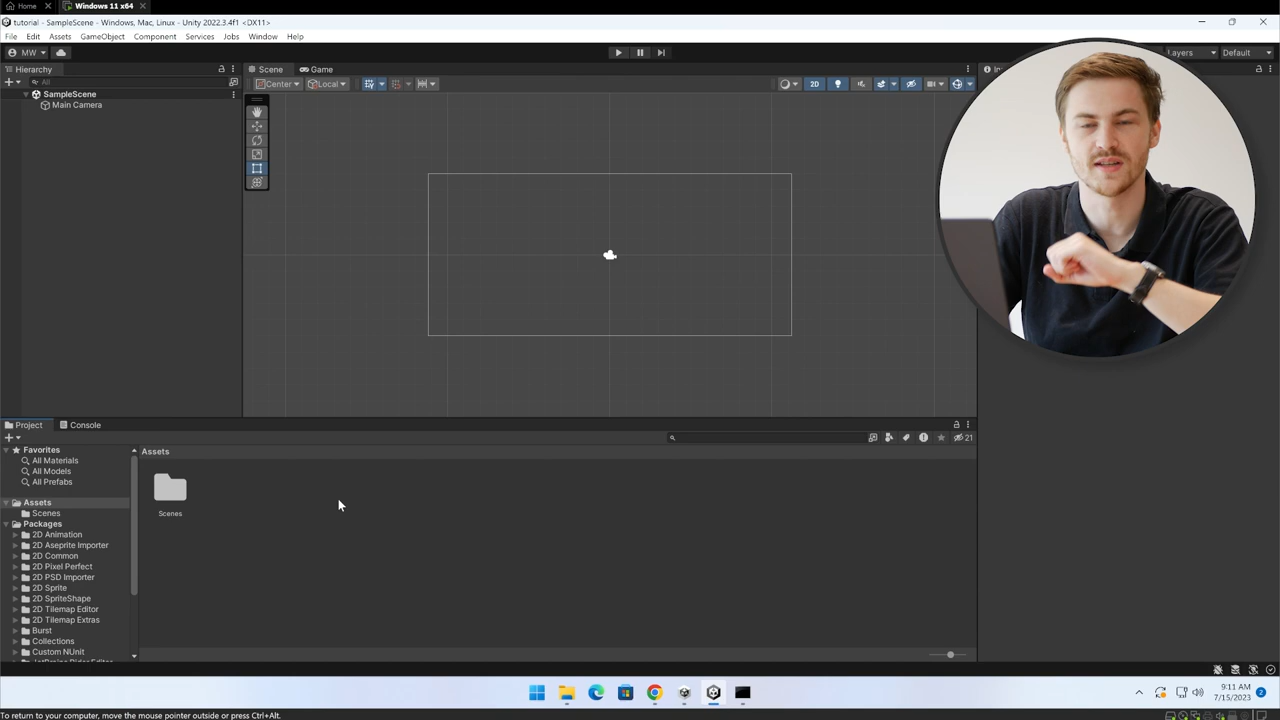 Home
Windows 11 x64
tutorial - SampleScene - Windows, Mac, Linux - Unity 2022.3.4f1 <DX11>
File Edit Assets GameObject Component Services Jobs Window Help
MW
Layers Default
Hierarchy
Scene Game
All
Center Local
2D
SampleScene
Main Camera
Project Console
21
Favorites
All Materials
All Models
All Prefabs
Assets
Scenes
Packages
2D Animation
2D Aseprite Importer
2D Common
2D Pixel Perfect
2D PSD Importer
2D Sprite
2D SpriteShape
2D Tilemap Editor
2D Tilemap Extras
Burst
Collections
Custom NUnit
Assets
Scenes
9:11 AM
7/15/2023
2
To return to your computer, move the mouse pointer outside or press Ctrl+Alt.